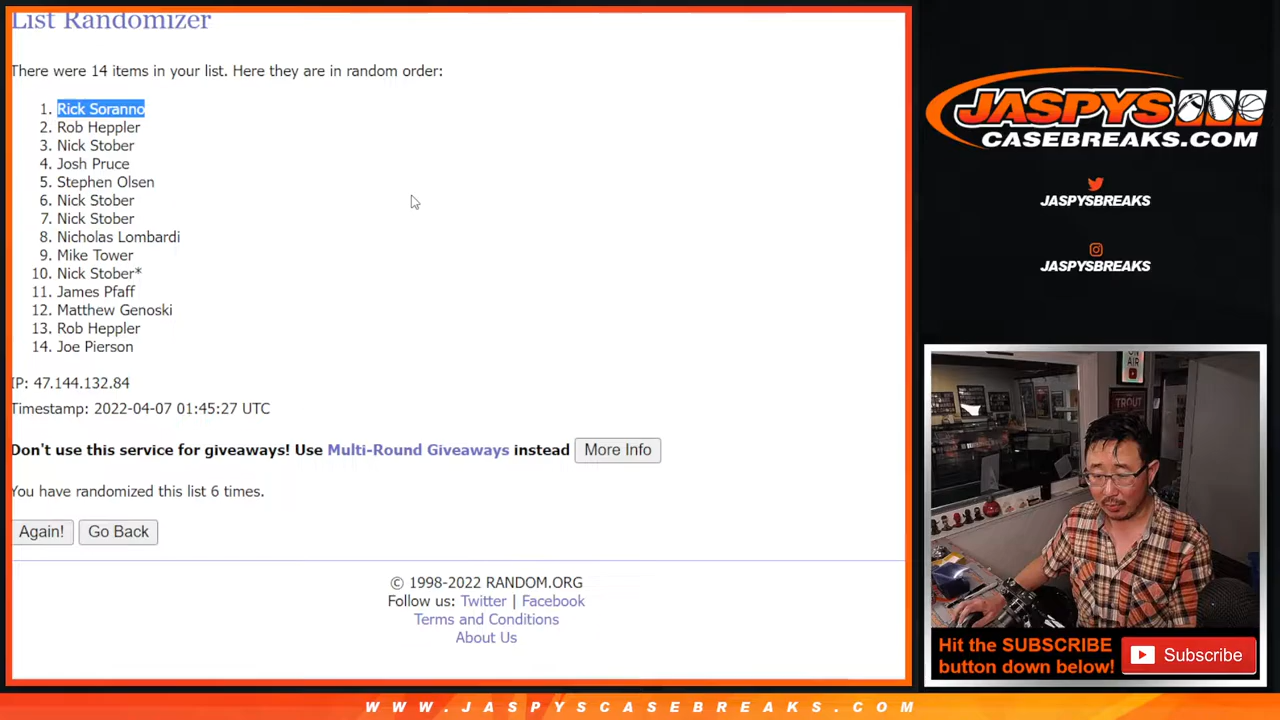 List Randomizer
There were 14 items in your list. Here they are in random order:
1. Rick Soranno
2. Rob Heppler
3. Nick Stober
4. Josh Pruce
5. Stephen Olsen
6. Nick Stober
7. Nick Stober
8. Nicholas Lombardi
9. Mike Tower
10. Nick Stober*
11. James Pfaff
12. Matthew Genoski
13. Rob Heppler
14. Joe Pierson
IP: 47.144.132.84
Timestamp: 2022-04-07 01:45:27 UTC
Don't use this service for giveaways! Use Multi-Round Giveaways instead More Info
You have randomized this list 6 times.
Again! Go Back
© 1998-2022 RANDOM.ORG
Follow us: Twitter | Facebook
Terms and Conditions
About Us
JASPYS
CASEBREAKS.COM
JASPYSBREAKS
JASPYSBREAKS
ON
AIR
TROUT
Hit the SUBSCRIBE
button down below!
Subscribe
WWW.JASPYSCASEBREAKS.COM